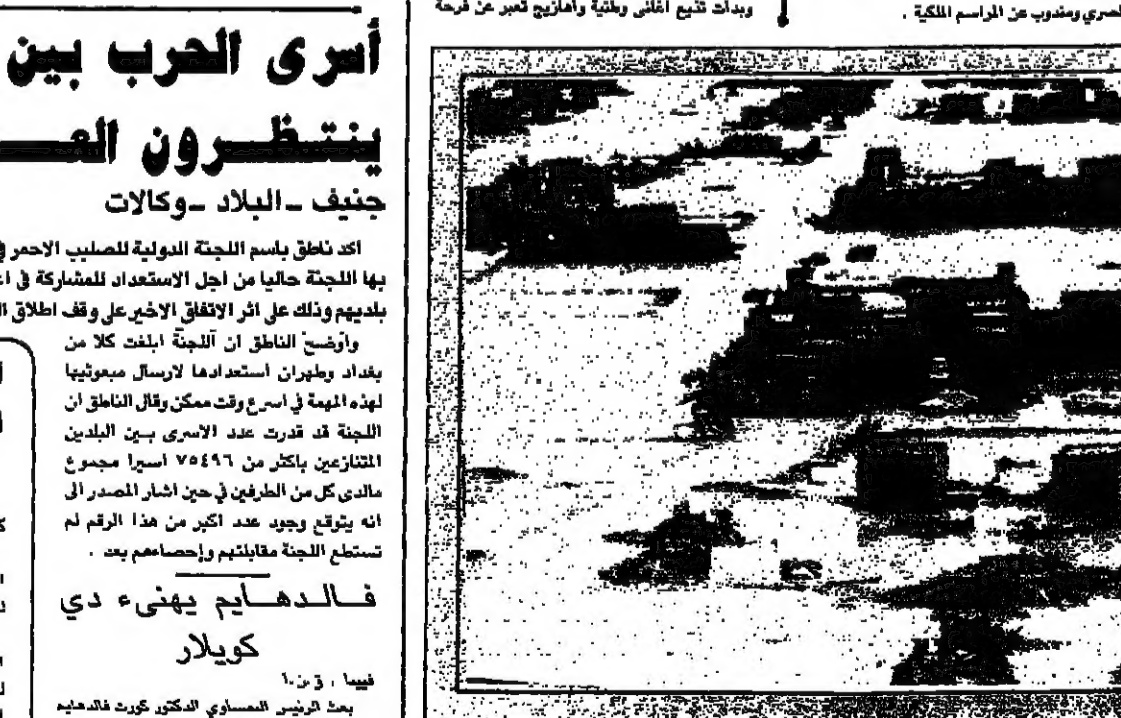 صري ومندوب عن المراسم الملكية .
وبدأت تذيع اغاني وطنية وأهازيج تعبر عن فرحة
أسرى الحرب بين
ينتظرون
جنيف - البلاد - وكالات
اكد ناطق باسم اللجنة الدولية للصليب الاحمر
بها اللجنة حاليا من اجل الاستعداد للمشاركة في
بلديهم وذلك على اثر الاتفاق الاخير على وقف اطلاق
وأوضح الناطق ان اللجنة ابلغت كلا من
بغداد وطهران استعدادها لارسال مبعوثيها
لهذه المهمة في اسرع وقت ممكن وقال الناطق ان
اللجنة قد قدرت عدد الاسرى بين البلدين
المتنازعين باكثر من ٧٥٤٩٦ اسيرا مجموع
مالدى كل من الطرفين في حين اشار المصدر الى
انه يتوقع وجود عدد اكبر من هذا الرقم لم
تستطع اللجنة مقابلتهم وإحصاءهم بعد .
فالدهايم يهنىء دي
كويلار
فيينا ،
بعث الرئيس النمساوي الدكتور كورت فالدهايم